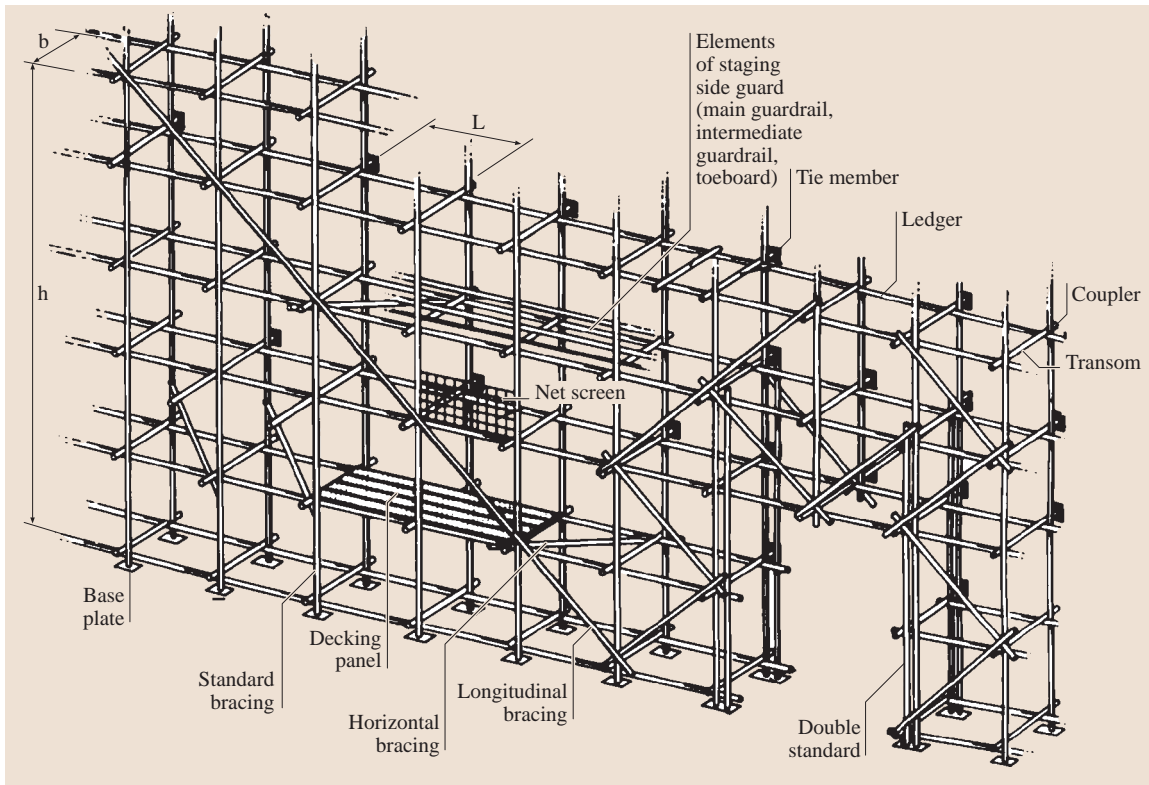 b
Elements
of staging
side guard
(main guardrail,
intermediate
guardrail,
toeboard)
L
Tie member
Ledger
h
Coupler
Transom
Net screen
Base
plate
Decking
panel
Standard
bracing
Longitudinal
bracing
Horizontal
bracing
Double
standard